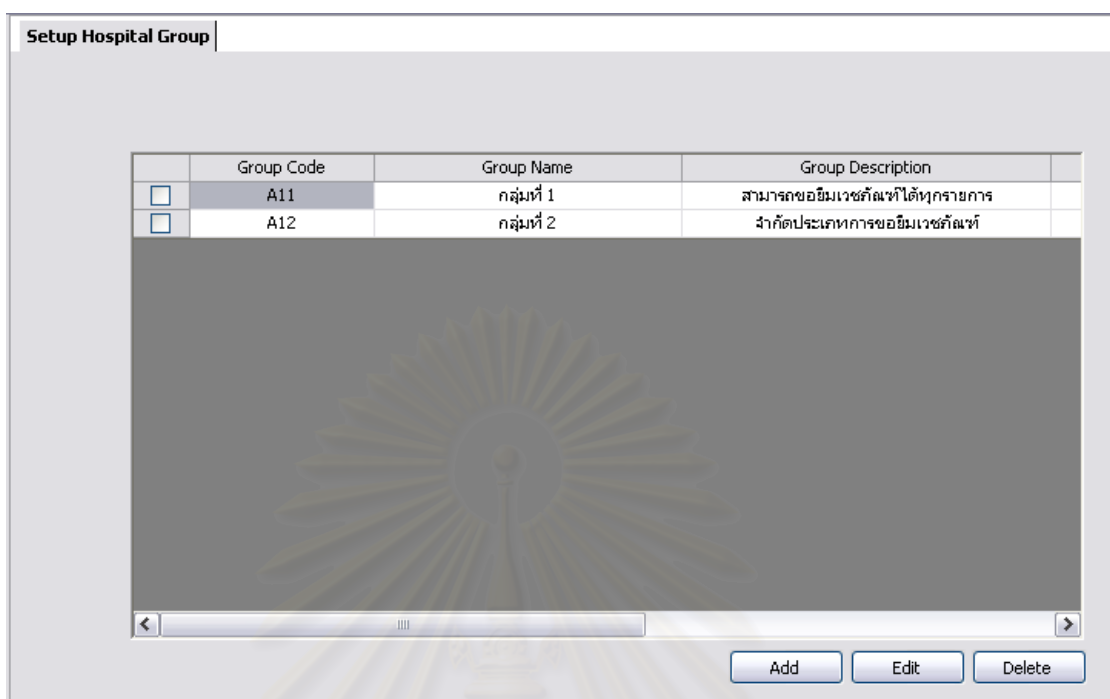 Setup Hospital Group
Group Code Group Name Group Description
A11 กลุ่มที่ 1 สามารถขอยืมเวชภัณฑ์ได้ทุกรายการ
A12 กลุ่มที่ 2 จำกัดประเภทการขอยืมเวชภัณฑ์
Add Edit Delete